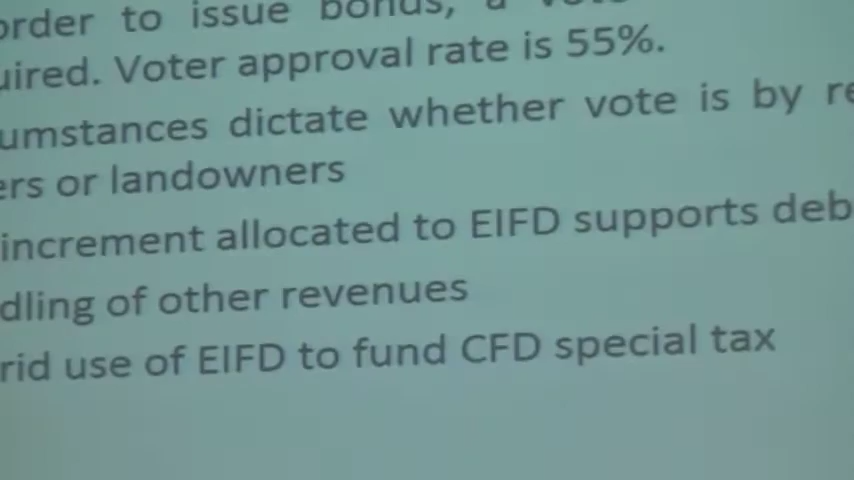 order to issue bonds, a vote
uired. Voter approval rate is 55%.
umstances dictate whether vote is by re
ers or landowners
increment allocated to EIFD supports deb
dling of other revenues
rid use of EIFD to fund CFD special tax